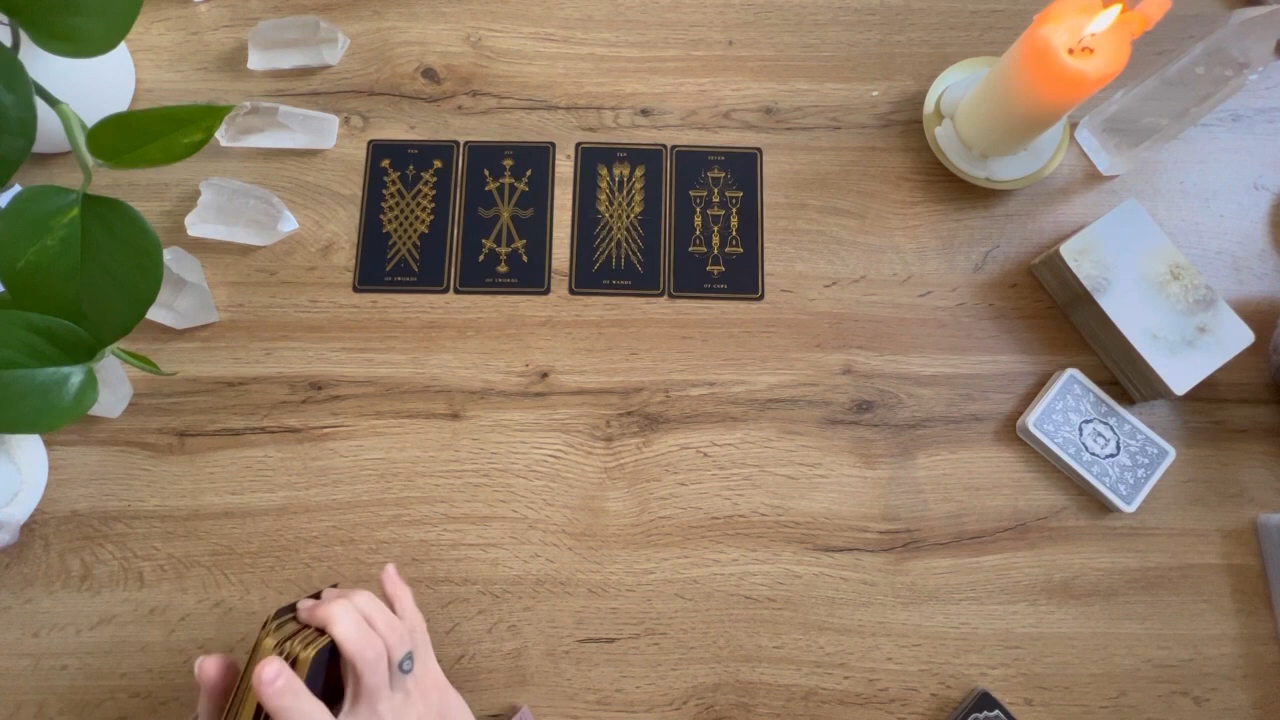 TEN
OF SWORDS
SIX
OF SWORDS
TEN
OF WANDS
SEVEN
OF CUPS